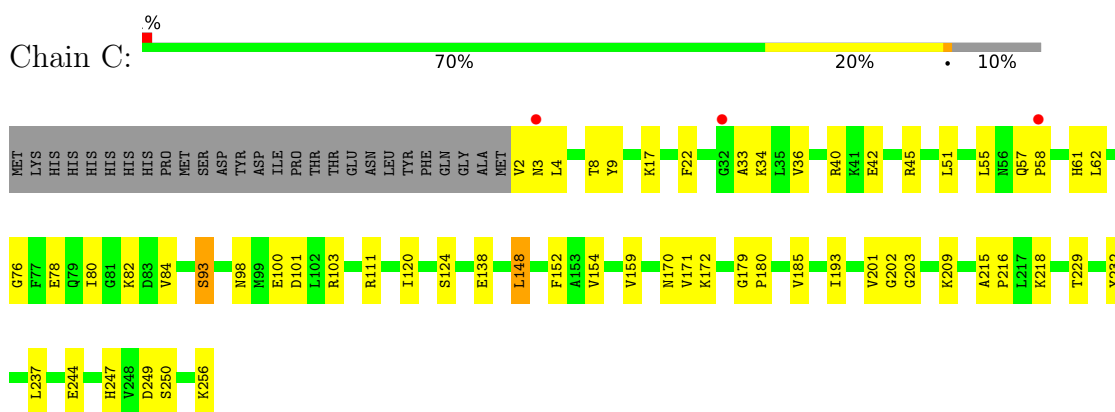 .%
Chain C:
70% 20% • 10%
MET LYS HIS HIS HIS HIS HIS HIS PRO MET SER ASP TYR ASP ILE PRO THR THR GLU ASN LEU TYR PHE GLN GLY ALA MET V2 N3 L4 T8 Y9 K17 F22 G32 A33 K34 L35 V36 R40 K41 E42 R45 L51 L55 N56 Q57 P58 H61 L62
G76 F77 E78 Q79 I80 G81 K82 D83 V84 S93 N98 M99 E100 D101 L102 R103 R111 I120 S124 E138 L148 F152 A153 V154 V159 N170 V171 K172 G179 P180 V185 I193 V201 G202 G203 K209 A215 P216 L217 K218 T229
L237 E244 H247 V248 D249 S250 K256